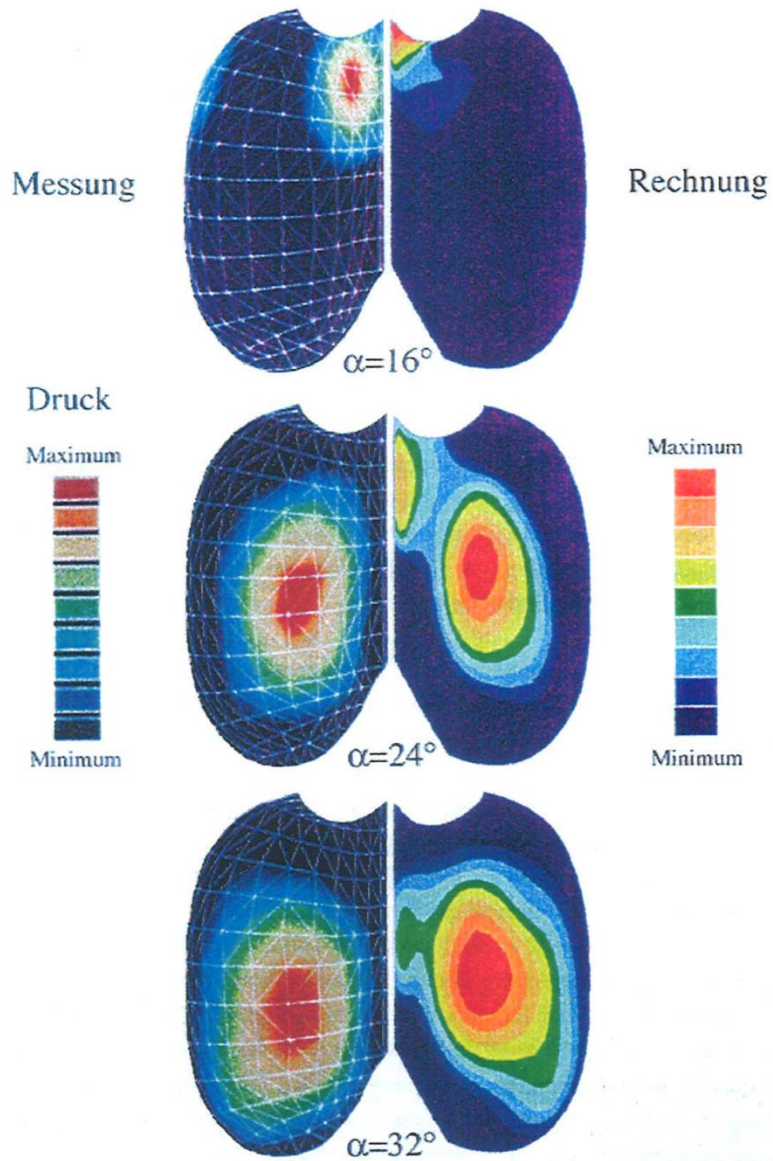 Messung
Rechnung
α=16°
Druck
Maximum
Minimum
Maximum
Minimum
α=24°
α=32°